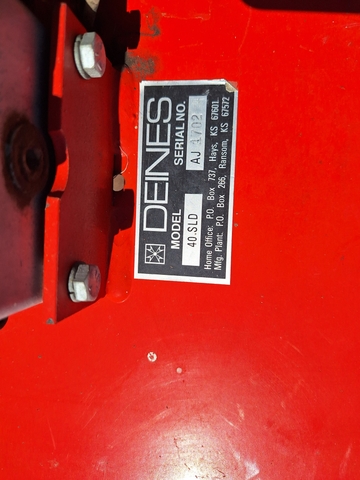 DEINES
MODEL SERIAL NO.
40.SLD AJ 1702
Home Office: P.O. Box 737, Hays, KS 67601
Mfg. Plant: P.O. Box 266, Ransom, KS 67572